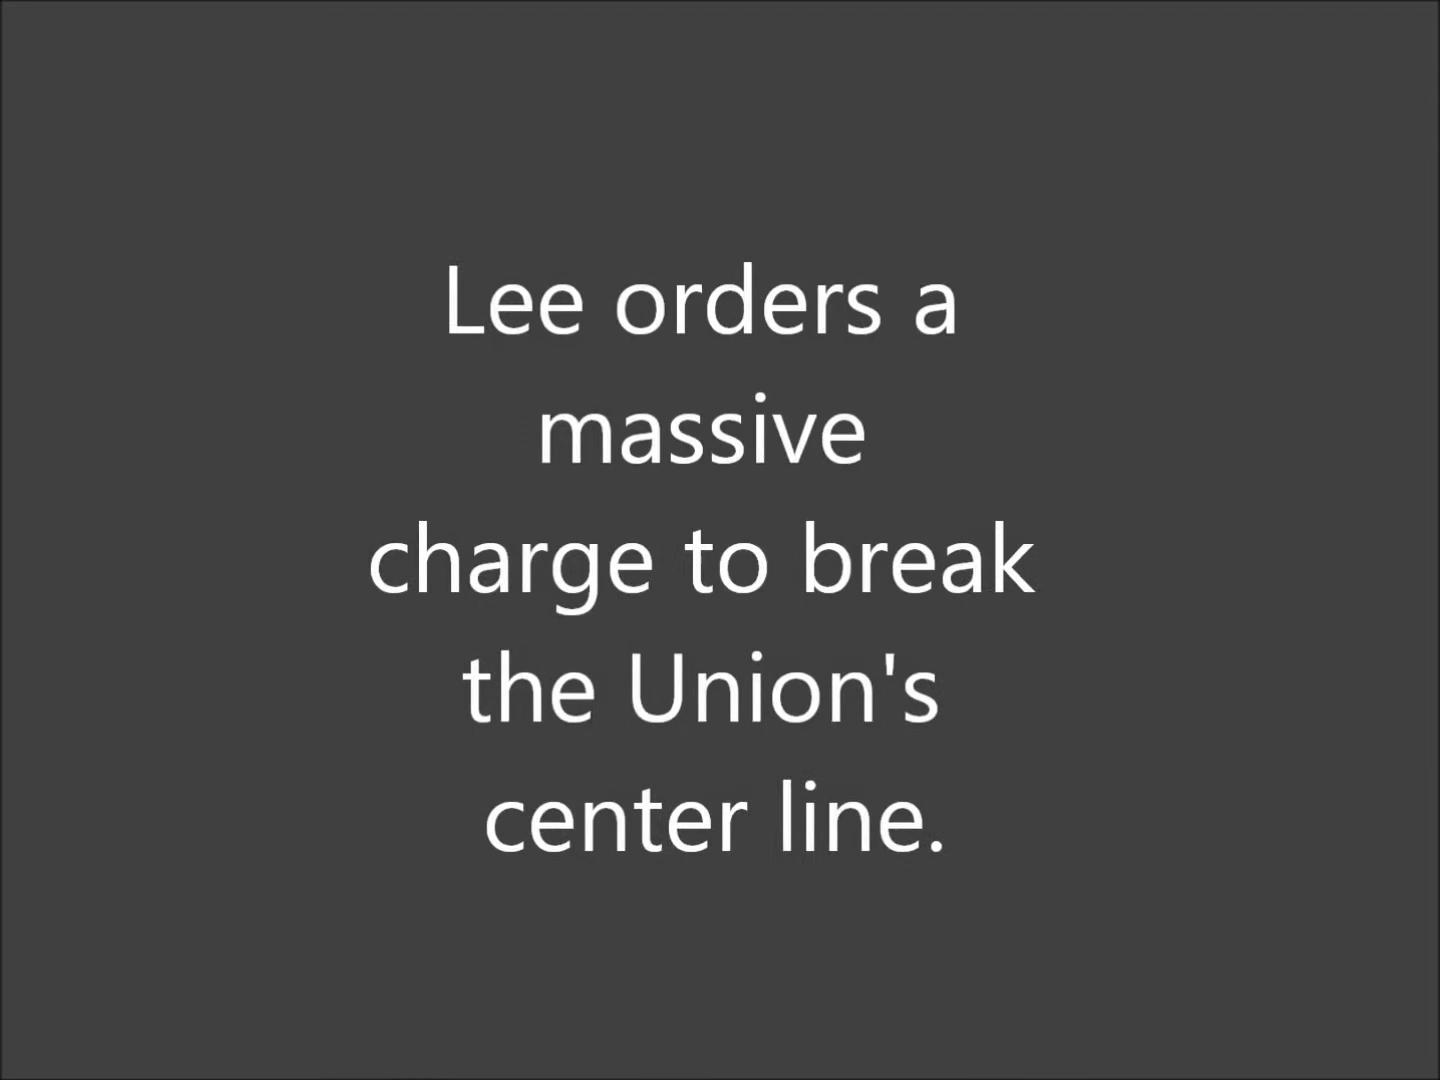 Lee orders a
massive
charge to break
the Union's
center line.